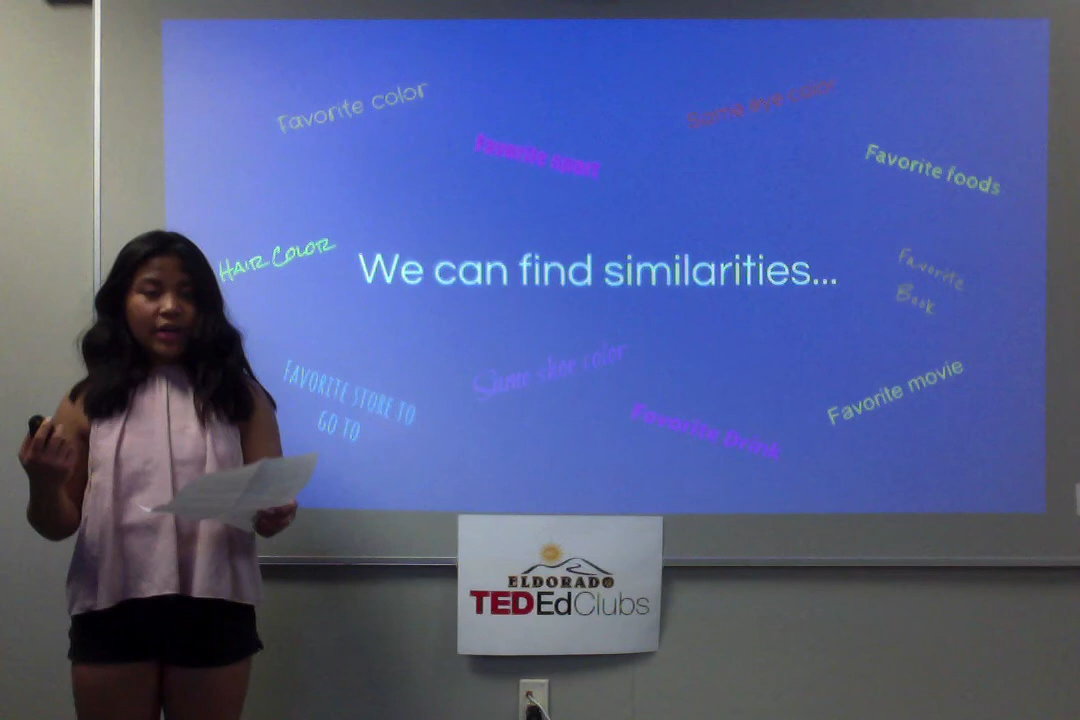 Favorite color
Same eye color
Favorite sport
Favorite foods
HAIR COLOR
We can find similarities...
Favorite
Book
FAVORITE STORE TO
GO TO
Same shoe color
Favorite movie
Favorite Drink
ELDORADO
TEDEdClubs